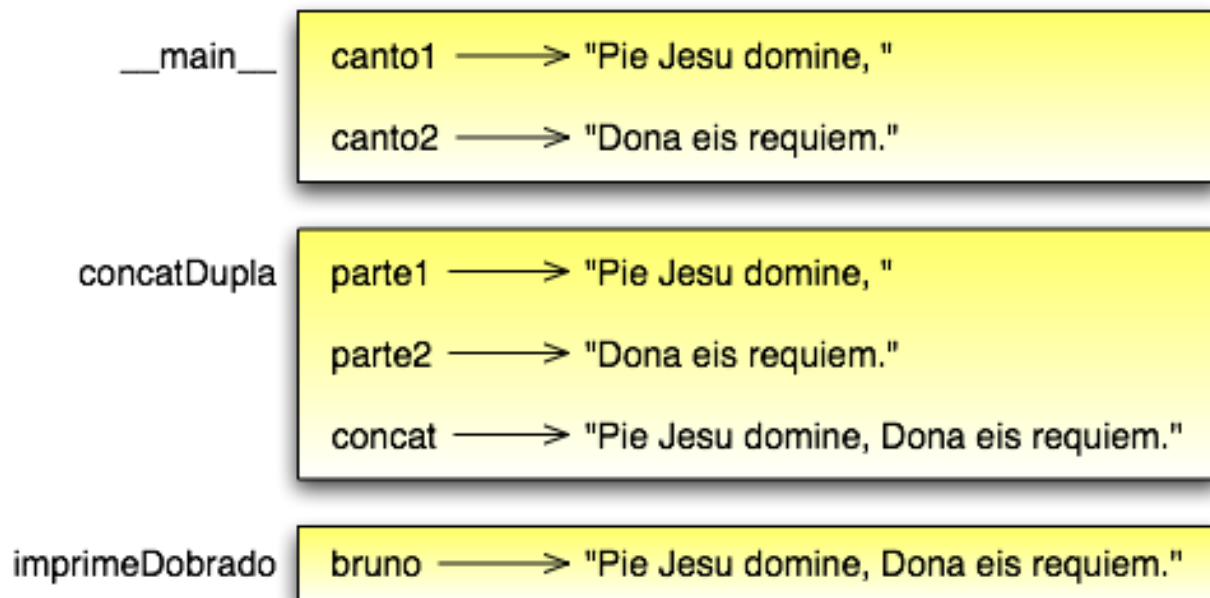 __main__ canto1 "Pie Jesu domine, "
canto2 "Dona eis requiem."
concatDupla parte1 "Pie Jesu domine, "
parte2 "Dona eis requiem."
concat "Pie Jesu domine, Dona eis requiem."
imprimeDobrado bruno "Pie Jesu domine, Dona eis requiem."